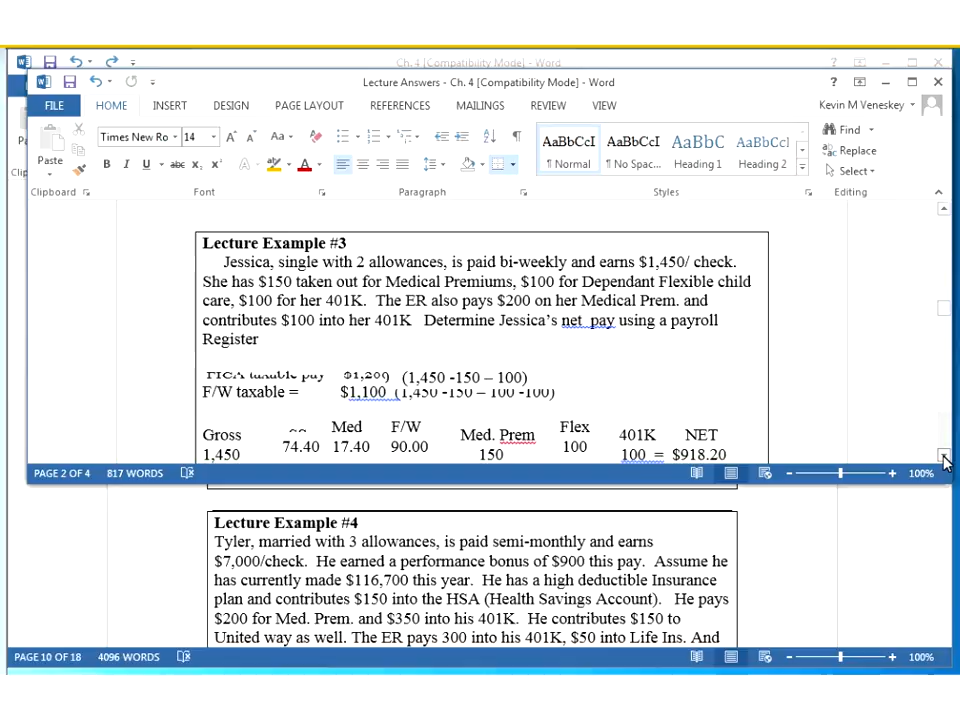 Ch. 4 [Compatibility Mode] - Word
Lecture Answers - Ch. 4 [Compatibility Mode] - Word
FILE HOME INSERT DESIGN PAGE LAYOUT REFERENCES MAILINGS REVIEW VIEW Kevin M Veneskey
Paste
Times New Ro 14
AaBbCcI AaBbCcI AaBbC AaBbCcI
¶ Normal ¶ No Spac... Heading 1 Heading 2
Find
Replace
Select
Clipboard Font Paragraph Styles Editing
Lecture Example #3
Jessica, single with 2 allowances, is paid bi-weekly and earns $1,450/ check.
She has $150 taken out for Medical Premiums, $100 for Dependant Flexible child
care, $100 for her 401K. The ER also pays $200 on her Medical Prem. and
contributes $100 into her 401K Determine Jessica's net pay using a payroll
Register
FICA taxable pay (1,450 -150 – 100)
F/W taxable = $1,100 (1,450 -150 – 100 -100)
Med F/W Flex
Gross Med. Prem 401K NET
74.40 17.40 90.00 100
1,450 150 100 = $918.20
PAGE 2 OF 4 817 WORDS 100%
Lecture Example #4
Tyler, married with 3 allowances, is paid semi-monthly and earns
$7,000/check. He earned a performance bonus of $900 this pay. Assume he
has currently made $116,700 this year. He has a high deductible Insurance
plan and contributes $150 into the HSA (Health Savings Account). He pays
$200 for Med. Prem. and $350 into his 401K. He contributes $150 to
United way as well. The ER pays 300 into his 401K, $50 into Life Ins. And
PAGE 10 OF 18 4096 WORDS 100%